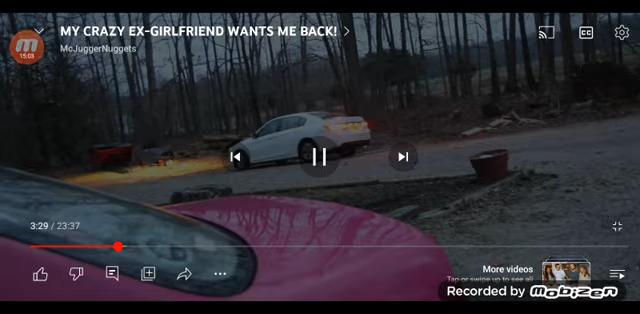 MY CRAZY EX-GIRLFRIEND WANTS ME BACK!
m
15:03
McJuggerNuggets
CC
3:29 / 23:37
More videos
Tap or swipe up to see all
Recorded by MOBIZEN